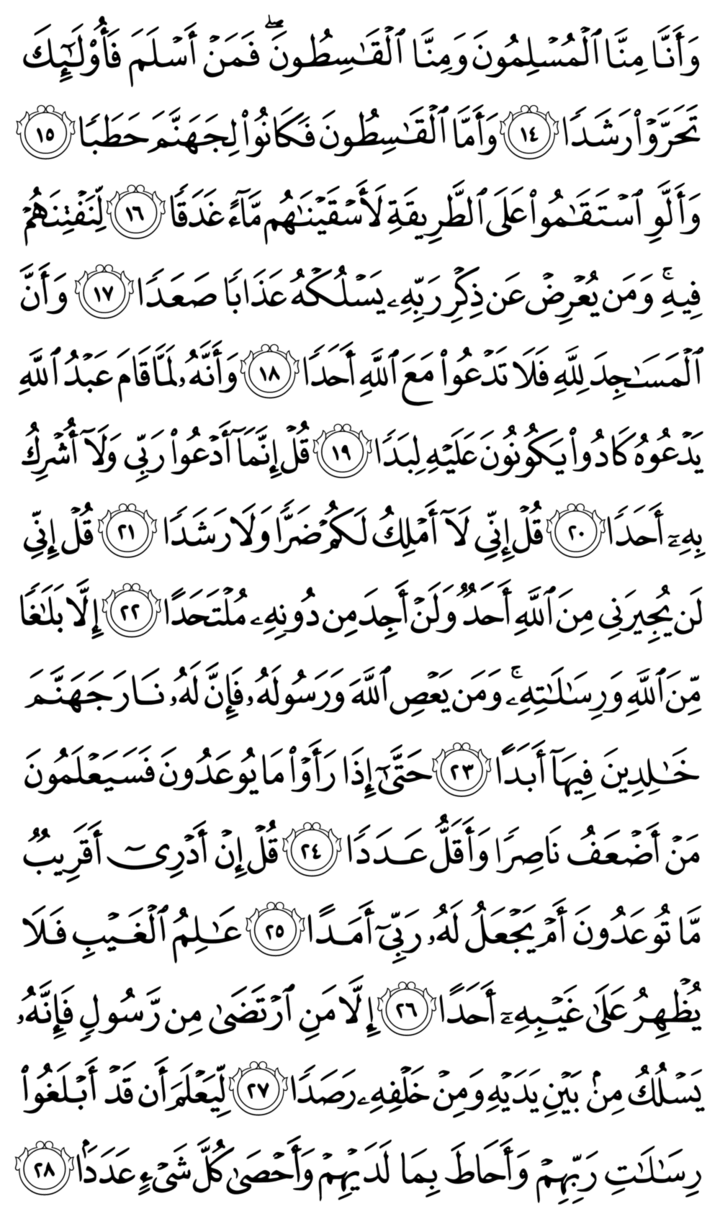 وَأَنَّا مِنَّا ٱلْمُسْلِمُونَ وَمِنَّا ٱلْقَٰسِطُونَ ۖ فَمَنْ أَسْلَمَ فَأُو۟لَٰٓئِكَ
تَحَرَّوْا۟ رَشَدًا ١٤ وَأَمَّا ٱلْقَٰسِطُونَ فَكَانُوا۟ لِجَهَنَّمَ حَطَبًا ١٥
وَأَلَّوِ ٱسْتَقَٰمُوا۟ عَلَى ٱلطَّرِيقَةِ لَأَسْقَيْنَٰهُم مَّآءً غَدَقًا ١٦ لِّنَفْتِنَهُمْ
فِيهِ ۚ وَمَن يُعْرِضْ عَن ذِكْرِ رَبِّهِۦ يَسْلُكْهُ عَذَابًا صَعَدًا ١٧ وَأَنَّ
ٱلْمَسَٰجِدَ لِلَّهِ فَلَا تَدْعُوا۟ مَعَ ٱللَّهِ أَحَدًا ١٨ وَأَنَّهُۥ لَمَّا قَامَ عَبْدُ ٱللَّهِ
يَدْعُوهُ كَادُوا۟ يَكُونُونَ عَلَيْهِ لِبَدًا ١٩ قُلْ إِنَّمَآ أَدْعُوا۟ رَبِّى وَلَآ أُشْرِكُ
بِهِۦٓ أَحَدًا ٢٠ قُلْ إِنِّى لَآ أَمْلِكُ لَكُمْ ضَرًّا وَلَا رَشَدًا ٢١ قُلْ إِنِّى
لَن يُجِيرَنِى مِنَ ٱللَّهِ أَحَدٌ وَلَنْ أَجِدَ مِن دُونِهِۦ مُلْتَحَدًا ٢٢ إِلَّا بَلَٰغًا
مِّنَ ٱللَّهِ وَرِسَٰلَٰتِهِۦ ۚ وَمَن يَعْصِ ٱللَّهَ وَرَسُولَهُۥ فَإِنَّ لَهُۥ نَارَ جَهَنَّمَ
خَٰلِدِينَ فِيهَآ أَبَدًا ٢٣ حَتَّىٰٓ إِذَا رَأَوْا۟ مَا يُوعَدُونَ فَسَيَعْلَمُونَ
مَنْ أَضْعَفُ نَاصِرًا وَأَقَلُّ عَدَدًا ٢٤ قُلْ إِنْ أَدْرِىٓ أَقَرِيبٌ
مَّا تُوعَدُونَ أَمْ يَجْعَلُ لَهُۥ رَبِّىٓ أَمَدًا ٢٥ عَٰلِمُ ٱلْغَيْبِ فَلَا
يُظْهِرُ عَلَىٰ غَيْبِهِۦٓ أَحَدًا ٢٦ إِلَّا مَنِ ٱرْتَضَىٰ مِن رَّسُولٍ فَإِنَّهُۥ
يَسْلُكُ مِنۢ بَيْنِ يَدَيْهِ وَمِنْ خَلْفِهِۦ رَصَدًا ٢٧ لِّيَعْلَمَ أَن قَدْ أَبْلَغُوا۟
رِسَٰلَٰتِ رَبِّهِمْ وَأَحَاطَ بِمَا لَدَيْهِمْ وَأَحْصَىٰ كُلَّ شَىْءٍ عَدَدًۢا ٢٨